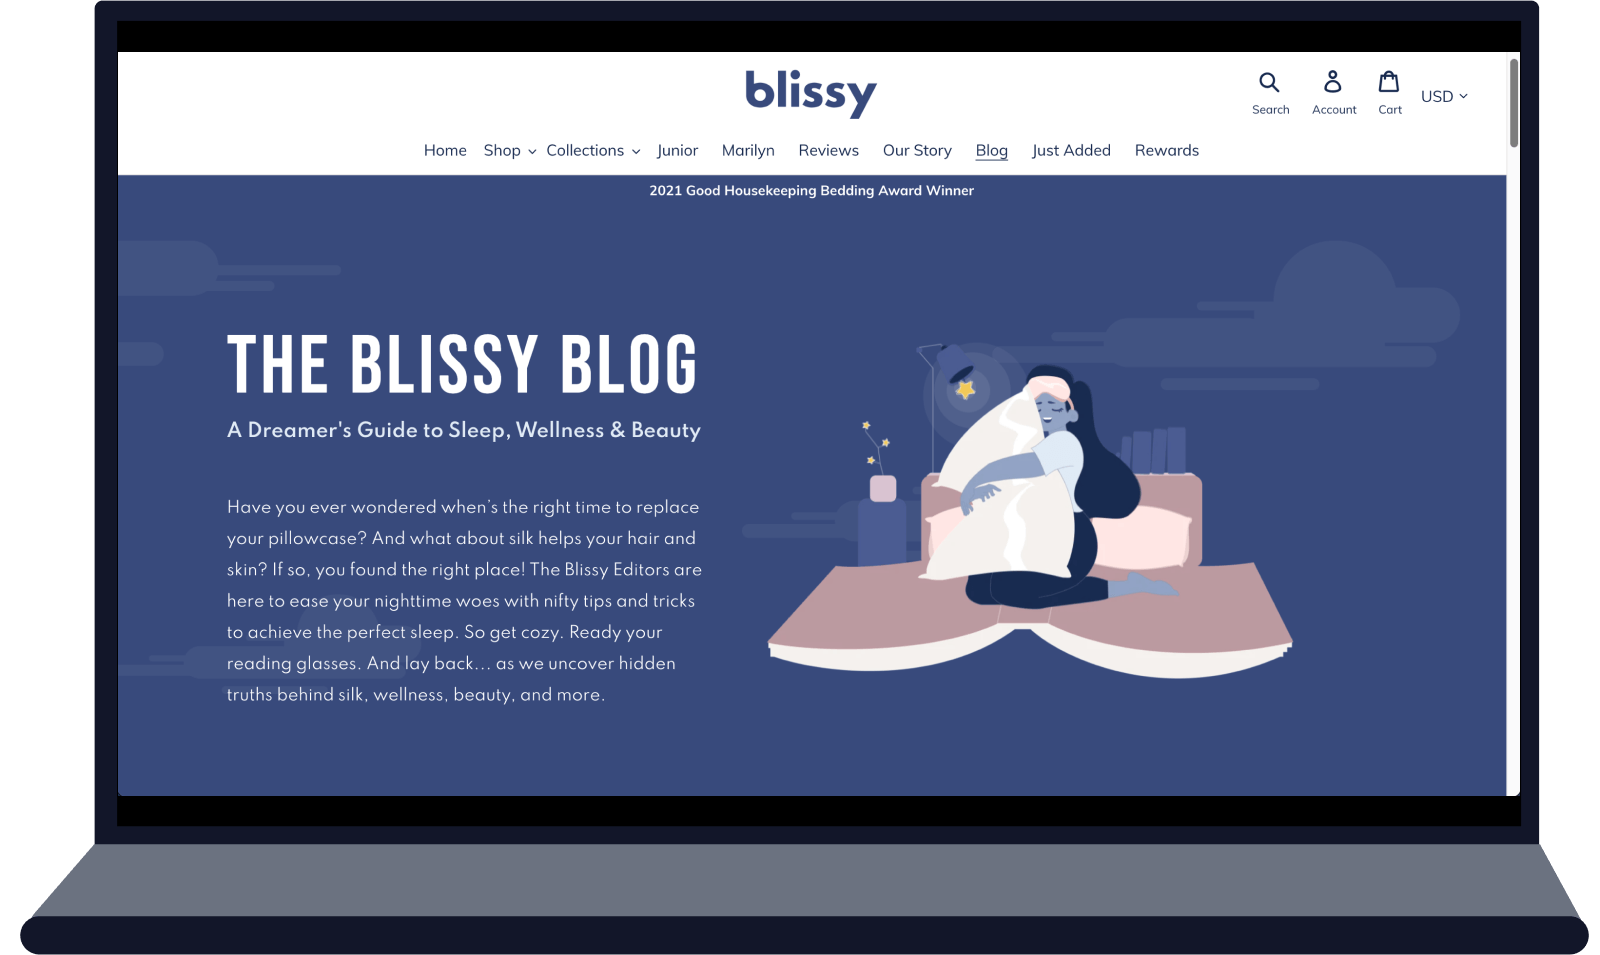 blissy
Search Account Cart USD
Home Shop Collections Junior Marilyn Reviews Our Story Blog Just Added Rewards
2021 Good Housekeeping Bedding Award Winner
THE BLISSY BLOG
A Dreamer's Guide to Sleep, Wellness & Beauty
Have you ever wondered when's the right time to replace
your pillowcase? And what about silk helps your hair and
skin? If so, you found the right place! The Blissy Editors are
here to ease your nighttime woes with nifty tips and tricks
to achieve the perfect sleep. So get cozy. Ready your
reading glasses. And lay back... as we uncover hidden
truths behind silk, wellness, beauty, and more.